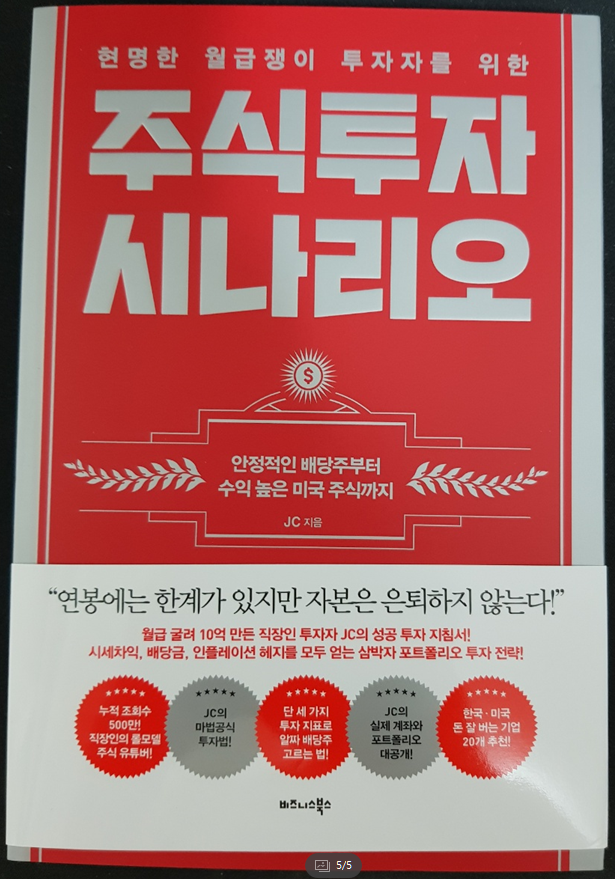 현명한 월급쟁이 투자자를 위한
주식투자
시나리오
$
안정적인 배당주부터
수익 높은 미국 주식까지
JC 지음
“연봉에는 한계가 있지만 자본은 은퇴하지 않는다!”
월급 굴려 10억 만든 직장인 투자자 JC의 성공 투자 지침서!
시세차익, 배당금, 인플레이션 헤지를 모두 얻는 삼박자 포트폴리오 투자 전략!
누적 조회수
500만!
직장인의 롤모델
주식 유튜버!
JC의
마법공식
투자법!
단 세 가지
투자 지표로
알짜 배당주
고르는 법!
JC의
실제 계좌와
포트폴리오
대공개!
한국·미국
돈 잘 버는 기업
20개 추천!
비즈니스북스
5/5